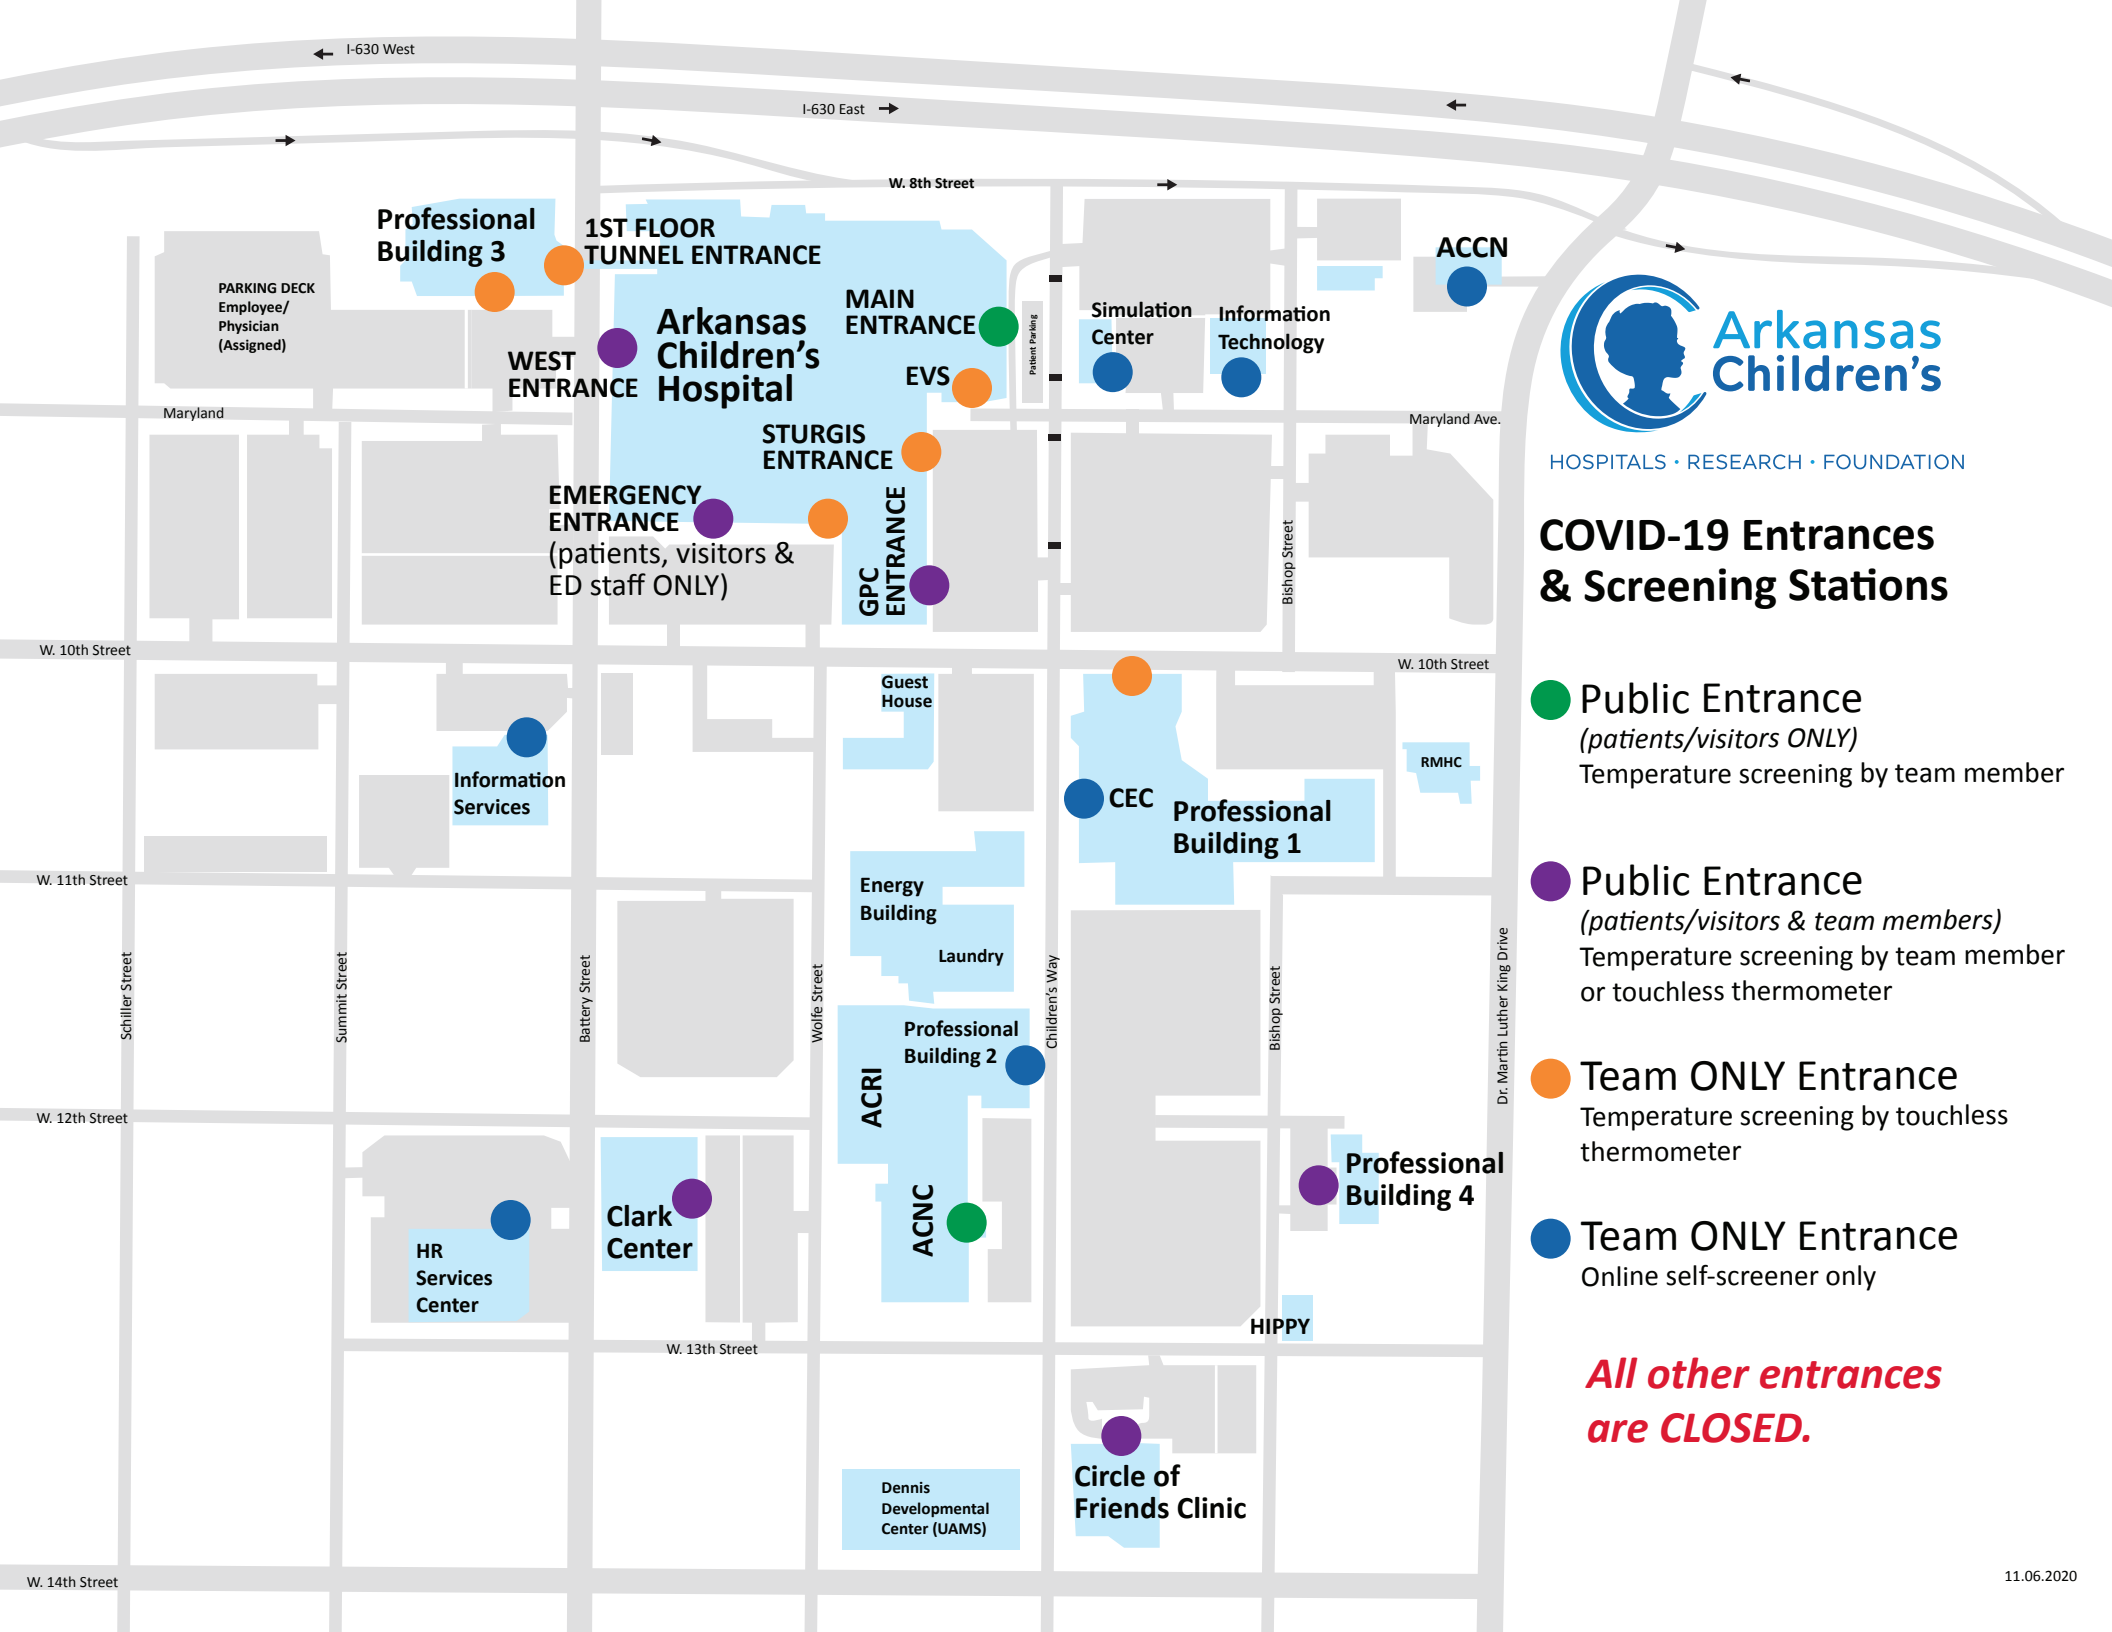 I-630 West
I-630 East
W. 8th Street
Professional
Building 3
1ST FLOOR
TUNNEL ENTRANCE
ACCN
PARKING DECK
Employee/
Physician
(Assigned)
MAIN
ENTRANCE
Patient Parking
Simulation
Center
Information
Technology
Arkansas
Children's
Hospital
WEST
ENTRANCE
EVS
Maryland
Maryland Ave.
STURGIS
ENTRANCE
EMERGENCY
ENTRANCE
(patients, visitors &
ED staff ONLY)
GPC
ENTRANCE
Bishop Street
W. 10th Street
W. 10th Street
Guest
House
Information
Services
RMHC
CEC
Professional
Building 1
Energy
Building
Laundry
W. 11th Street
Schiller Street
Summit Street
Battery Street
Wolfe Street
Children's Way
Bishop Street
Dr. Martin Luther King Drive
Professional
Building 2
ACRI
W. 12th Street
Professional
Building 4
Clark
Center
ACNC
HR
Services
Center
HIPPY
W. 13th Street
Circle of
Friends Clinic
Dennis
Developmental
Center (UAMS)
W. 14th Street
Arkansas
Children's
HOSPITALS • RESEARCH • FOUNDATION
COVID-19 Entrances
& Screening Stations
Public Entrance
(patients/visitors ONLY)
Temperature screening by team member
Public Entrance
(patients/visitors & team members)
Temperature screening by team member
or touchless thermometer
Team ONLY Entrance
Temperature screening by touchless
thermometer
Team ONLY Entrance
Online self-screener only
All other entrances
are CLOSED.
11.06.2020